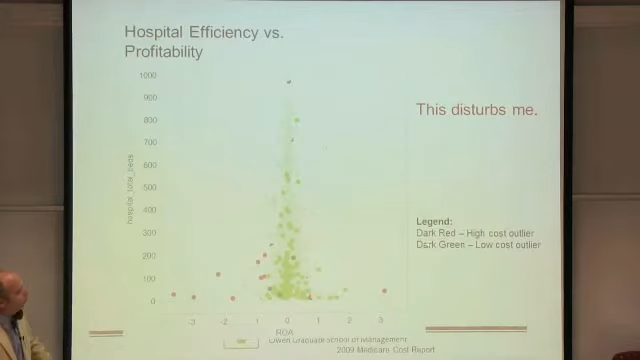 Hospital Efficiency vs.
Profitability
This disturbs me.
1000
900
800
700
600
500
400
300
200
100
0
hospital_total_beds
-3 -2 -1 0 1 2 3
ROA
Legend:
Dark Red – High cost outlier
Dark Green – Low cost outlier
Owen Graduate School of Management
2009 Medicare Cost Report